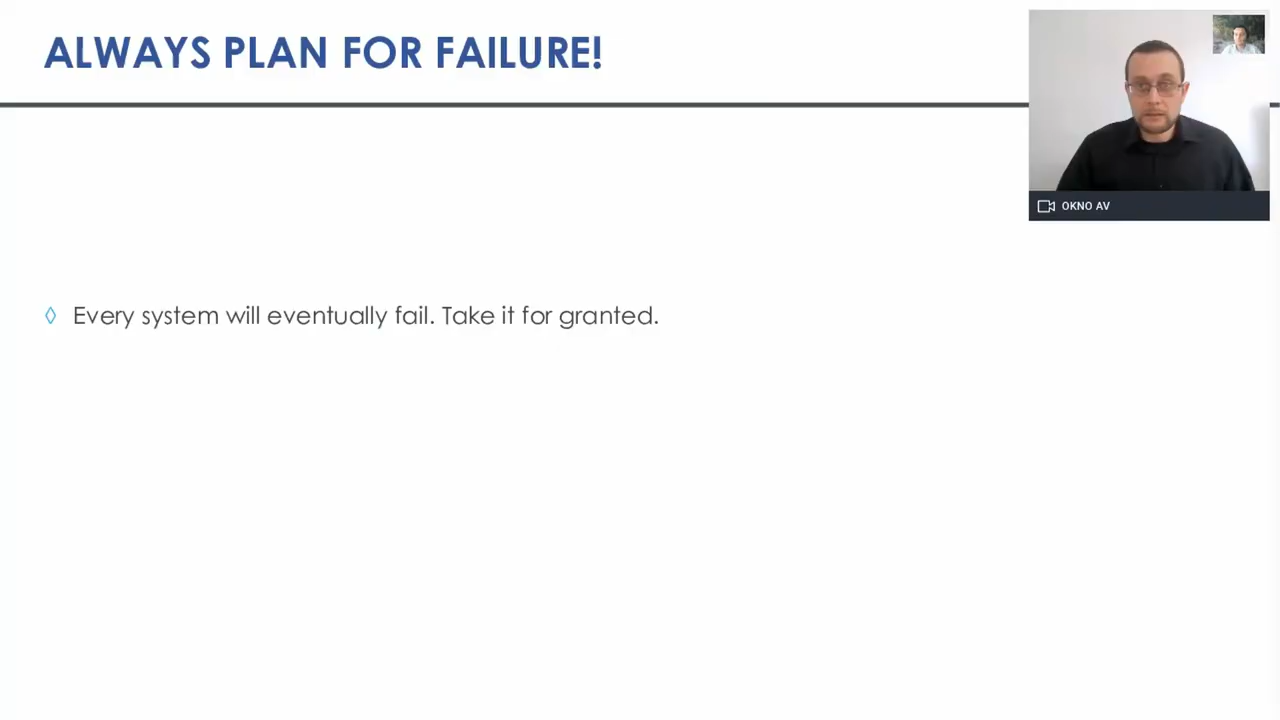 ALWAYS PLAN FOR FAILURE!
OKNO AV
◊ Every system will eventually fail. Take it for granted.